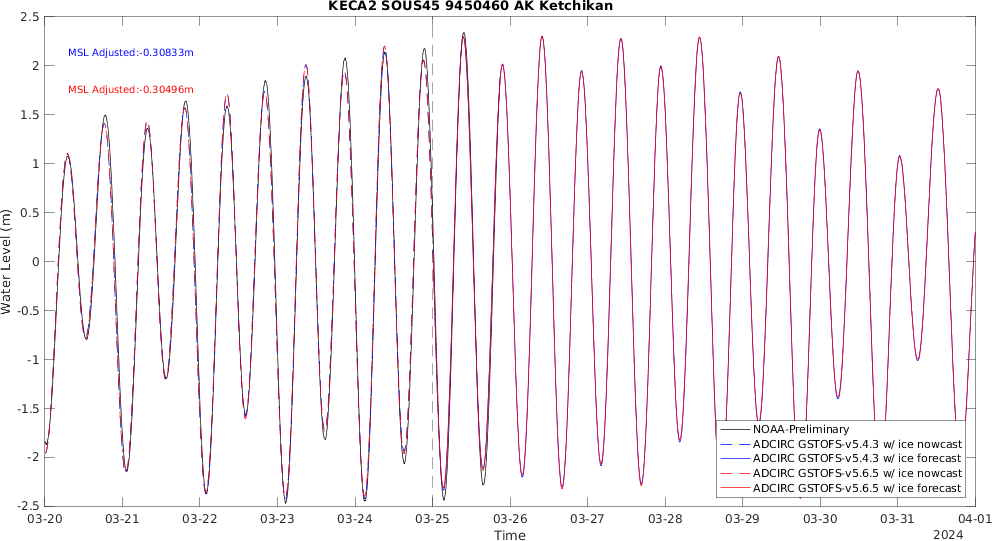 KECA2 SOUS45 9450460 AK Ketchikan
MSL Adjusted:-0.30833m
MSL Adjusted:-0.30496m
Water Level (m)
2.5
2
1.5
1
0.5
0
-0.5
-1
-1.5
-2
-2.5
NOAA-Preliminary
ADCIRC GSTOFS-v5.4.3 w/ ice nowcast
ADCIRC GSTOFS-v5.4.3 w/ ice forecast
ADCIRC GSTOFS-v5.6.5 w/ ice nowcast
ADCIRC GSTOFS-v5.6.5 w/ ice forecast
03-20 03-21 03-22 03-23 03-24 03-25 03-26 03-27 03-28 03-29 03-30 03-31 04-01
Time
2024